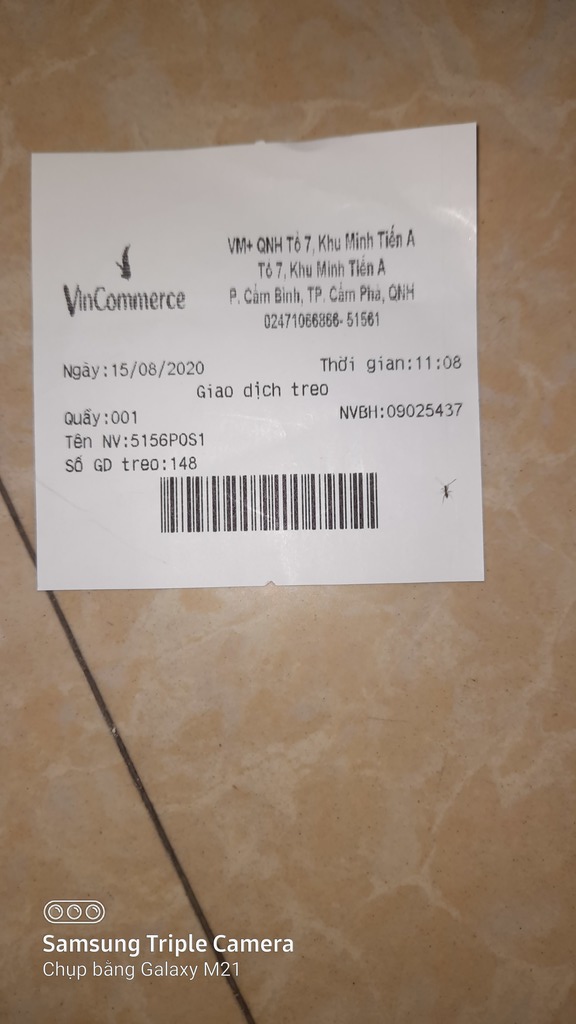 VinCommerce
VM+ QNH Tổ 7, Khu Minh Tiến A
Tổ 7, Khu Minh Tiến A
P. Cẩm Bình, TP. Cẩm Phả, QNH
02471066866- 51561
Ngày:15/08/2020 Thời gian:11:08
Giao dịch treo
Quầy:001 NVBH:09025437
Tên NV:5156POS1
Số GD treo:148
Samsung Triple Camera
Chụp bằng Galaxy M21